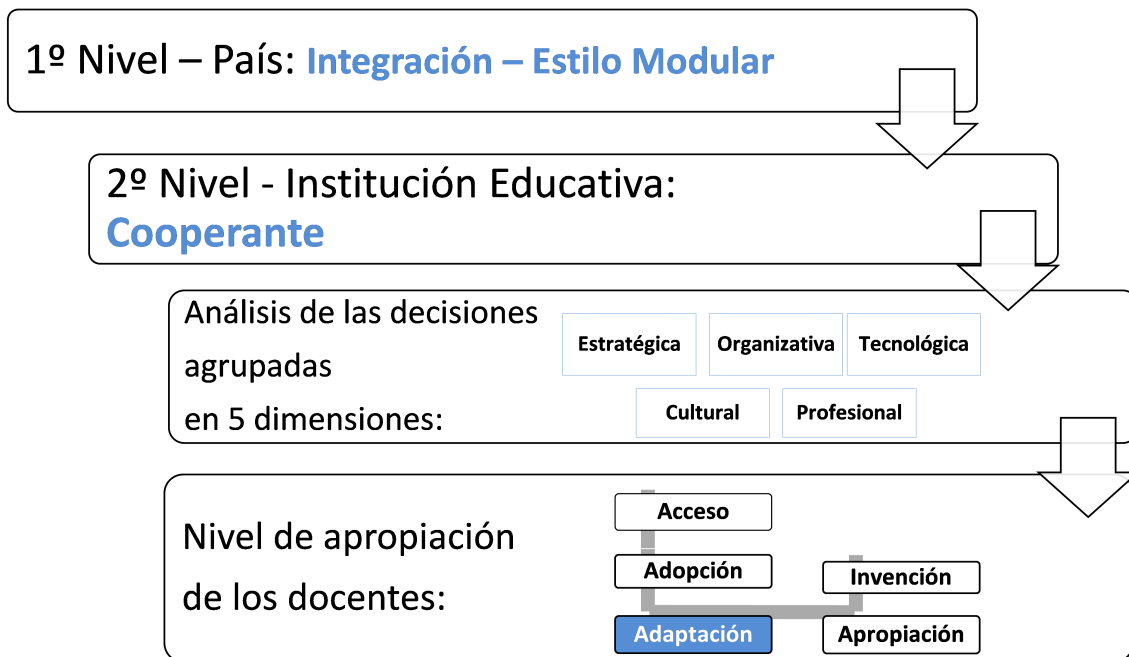 1º Nivel – País: Integración – Estilo Modular
2º Nivel - Institución Educativa:
Cooperante
Análisis de las decisiones
agrupadas
en 5 dimensiones:
Estratégica
Organizativa
Tecnológica
Cultural
Profesional
Nivel de apropiación
de los docentes:
Acceso
Adopción
Adaptación
Apropiación
Invención